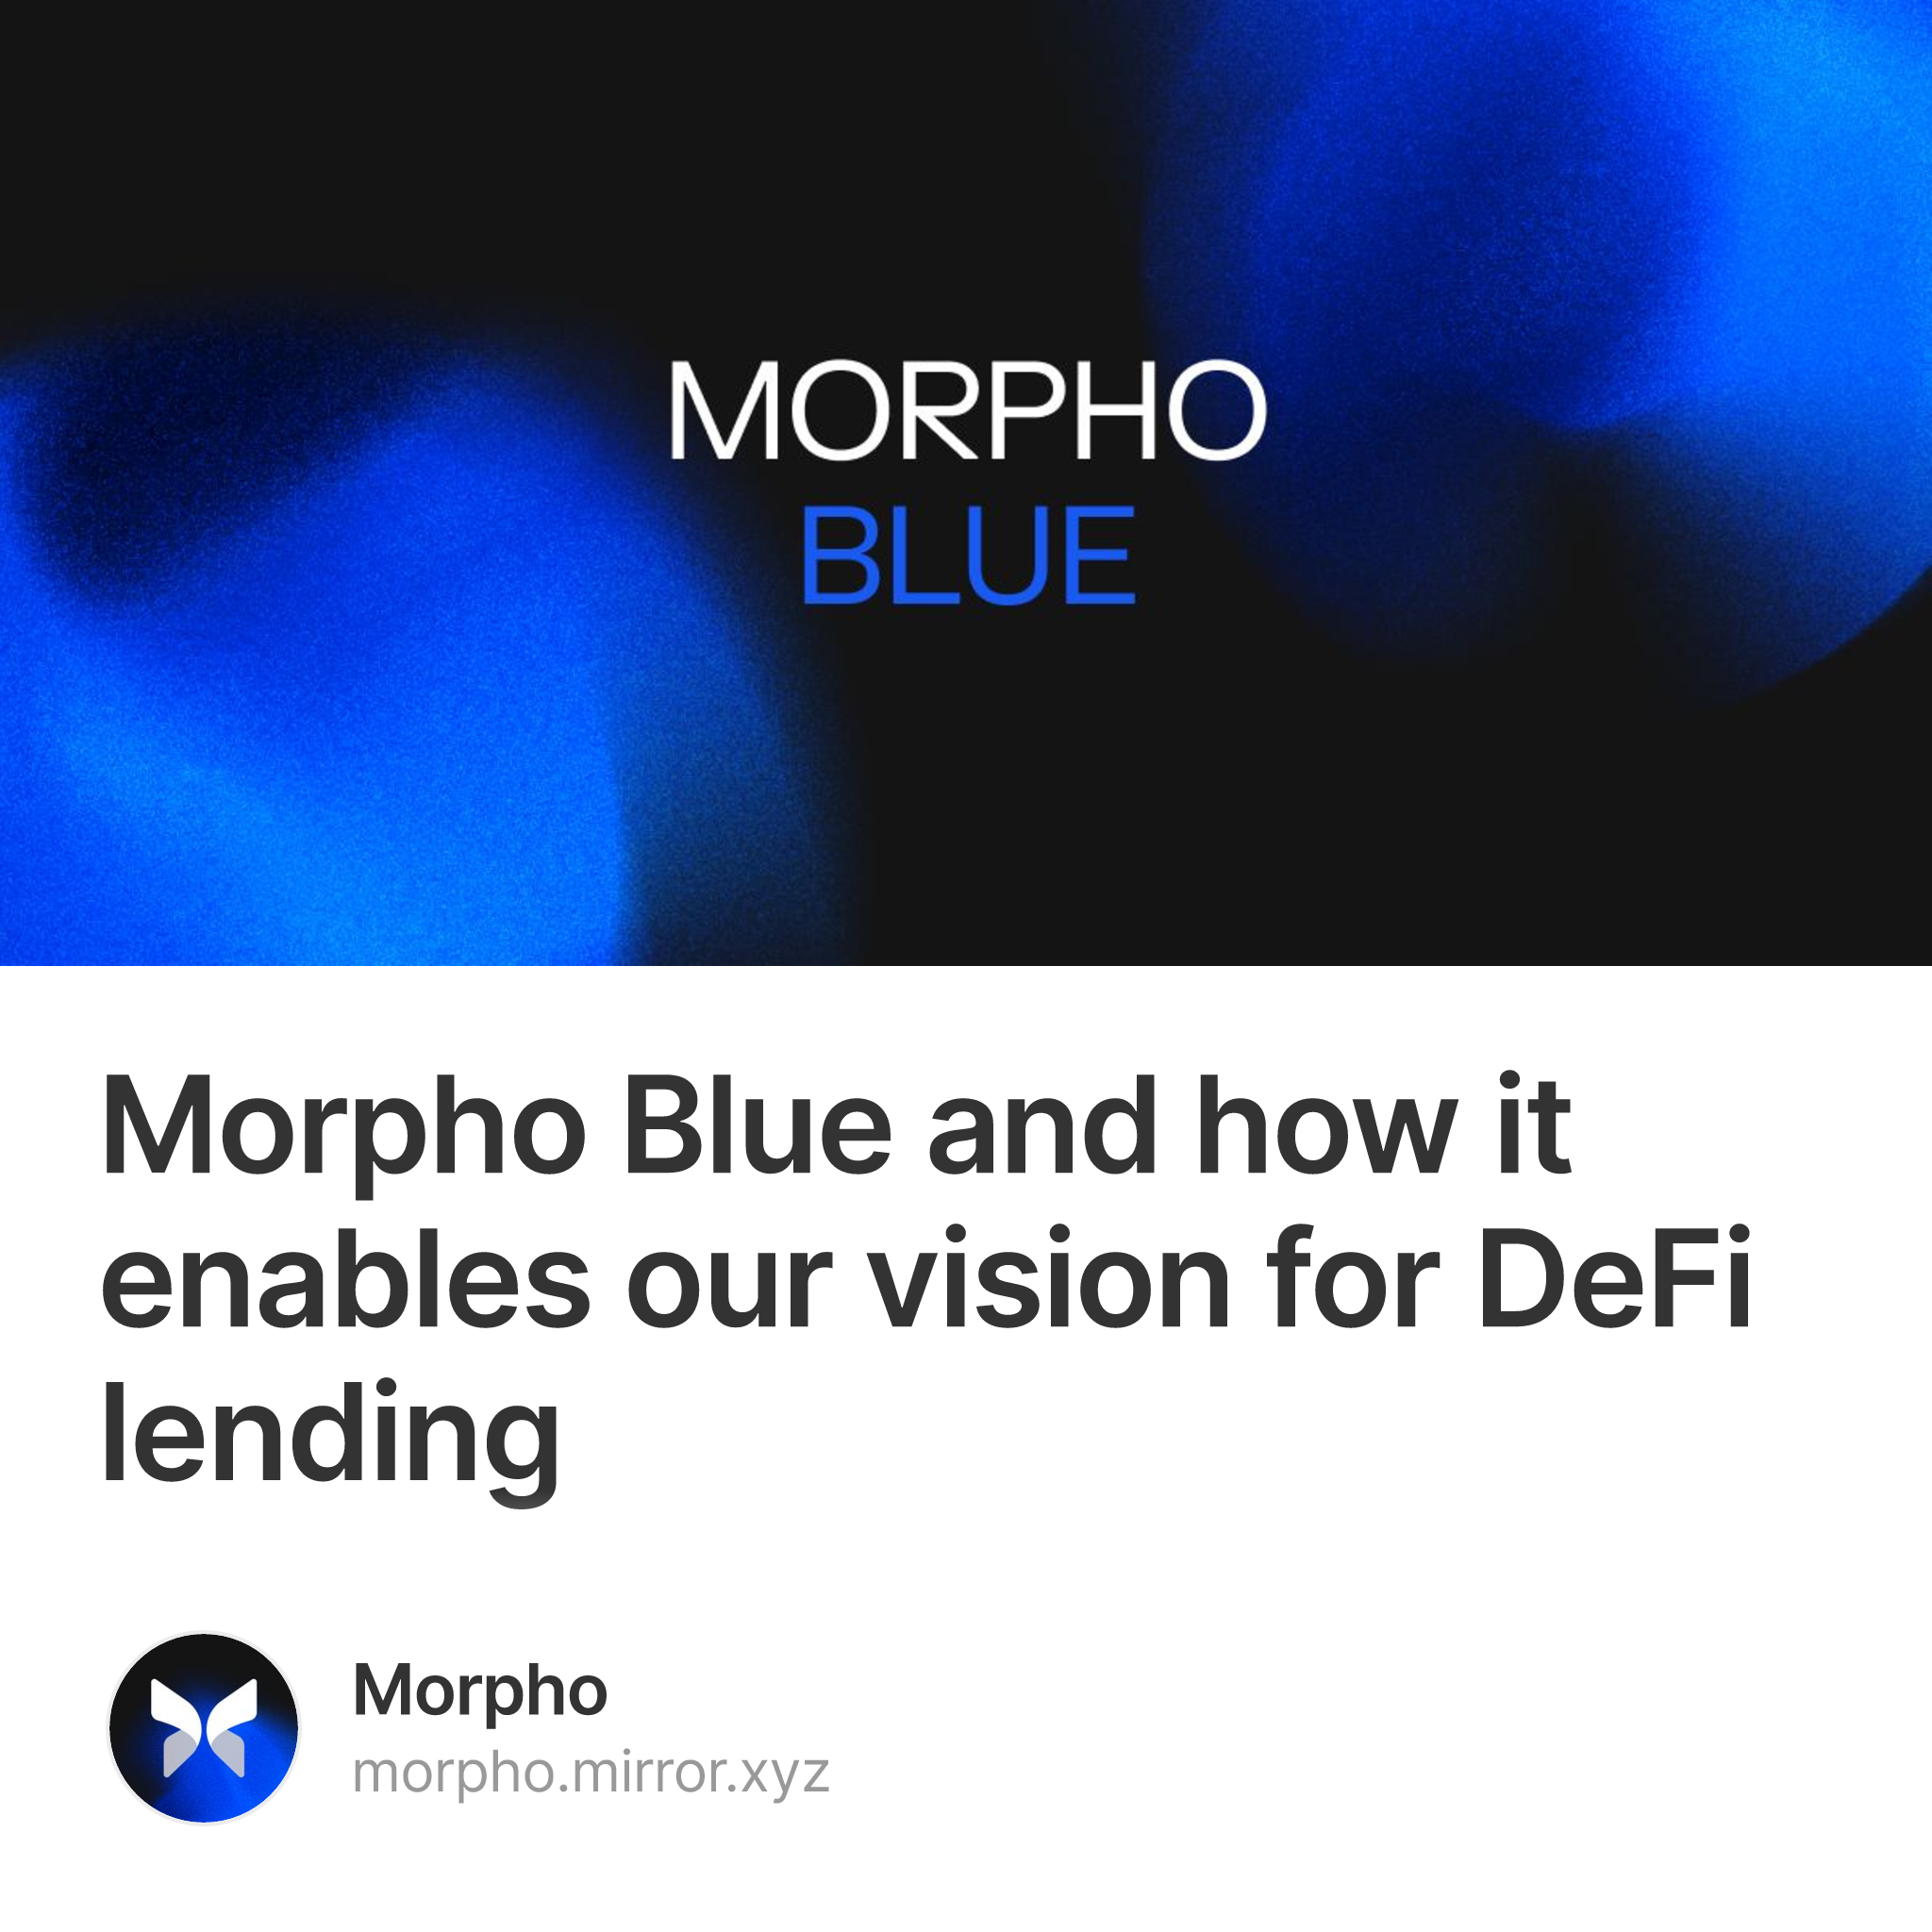 MORPHO
BLUE
Morpho Blue and how it
enables our vision for DeFi
lending
Morpho
morpho.mirror.xyz